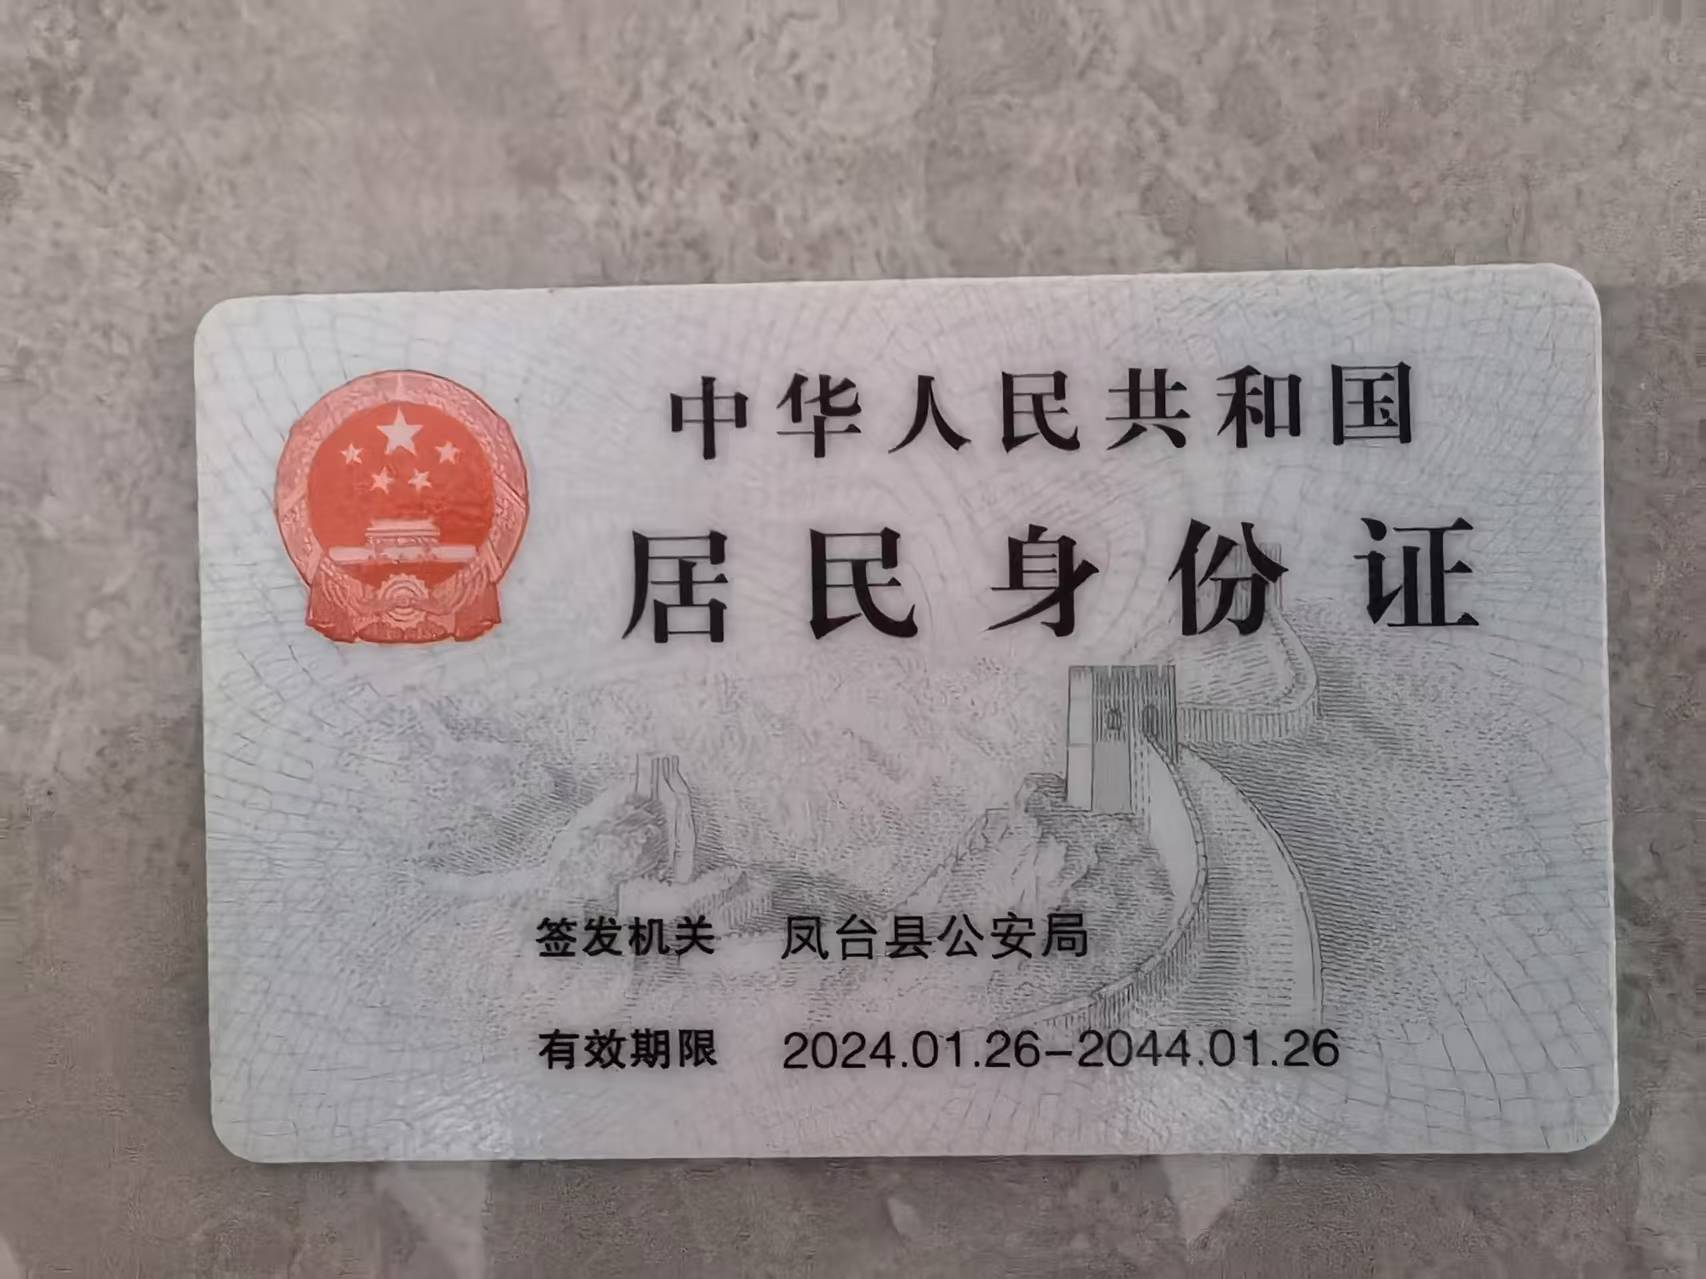 中华人民共和国
居民身份证
签发机关 凤台县公安局
有效期限 2024.01.26-2044.01.26